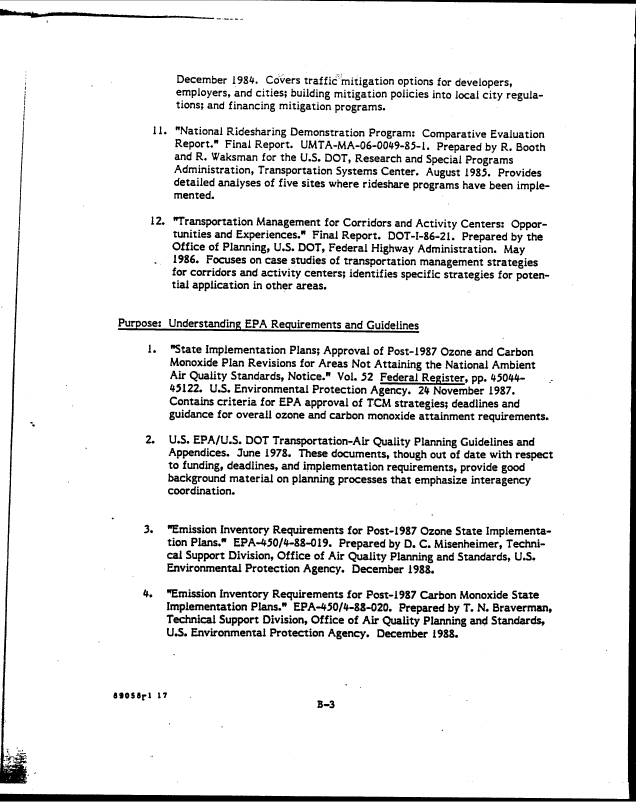 December 1984. Covers traffic mitigation options for developers,
employers, and cities; building mitigation policies into local city regula-
tions; and financing mitigation programs.
11. "National Ridesharing Demonstration Program: Comparative Evaluation
Report." Final Report. UMTA-MA-06-0049-85-1. Prepared by R. Booth
and R. Waksman for the U.S. DOT, Research and Special Programs
Administration, Transportation Systems Center. August 1985. Provides
detailed analyses of five sites where rideshare programs have been imple-
mented.
12. "Transportation Management for Corridors and Activity Centers: Oppor-
tunities and Experiences." Final Report. DOT-I-86-21. Prepared by the
Office of Planning, U.S. DOT, Federal Highway Administration. May
1986. Focuses on case studies of transportation management strategies
for corridors and activity centers; identifies specific strategies for poten-
tial application in other areas.
Purpose: Understanding EPA Requirements and Guidelines
1. "State Implementation Plans; Approval of Post-1987 Ozone and Carbon
Monoxide Plan Revisions for Areas Not Attaining the National Ambient
Air Quality Standards, Notice." Vol. 52 Federal Register, pp. 45044-
45122. U.S. Environmental Protection Agency. 24 November 1987.
Contains criteria for EPA approval of TCM strategies; deadlines and
guidance for overall ozone and carbon monoxide attainment requirements.
2. U.S. EPA/U.S. DOT Transportation-Air Quality Planning Guidelines and
Appendices. June 1978. These documents, though out of date with respect
to funding, deadlines, and implementation requirements, provide good
background material on planning processes that emphasize interagency
coordination.
3. "Emission Inventory Requirements for Post-1987 Ozone State Implementa-
tion Plans." EPA-450/4-88-019. Prepared by D. C. Misenheimer, Techni-
cal Support Division, Office of Air Quality Planning and Standards, U.S.
Environmental Protection Agency. December 1988.
4. "Emission Inventory Requirements for Post-1987 Carbon Monoxide State
Implementation Plans." EPA-450/4-88-020. Prepared by T. N. Braverman,
Technical Support Division, Office of Air Quality Planning and Standards,
U.S. Environmental Protection Agency. December 1988.
89058r1 17
B-3